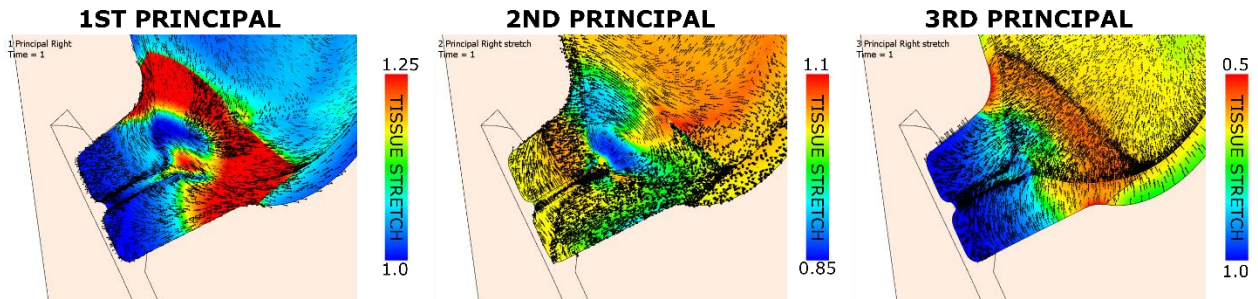 1ST PRINCIPAL
1 Principal Right
Time = 1
1.25
TISSUE STRETCH
1.0
2ND PRINCIPAL
2 Principal Right stretch
Time = 1
1.1
TISSUE STRETCH
0.85
3RD PRINCIPAL
3 Principal Right stretch
Time = 1
0.5
TISSUE STRETCH
1.0